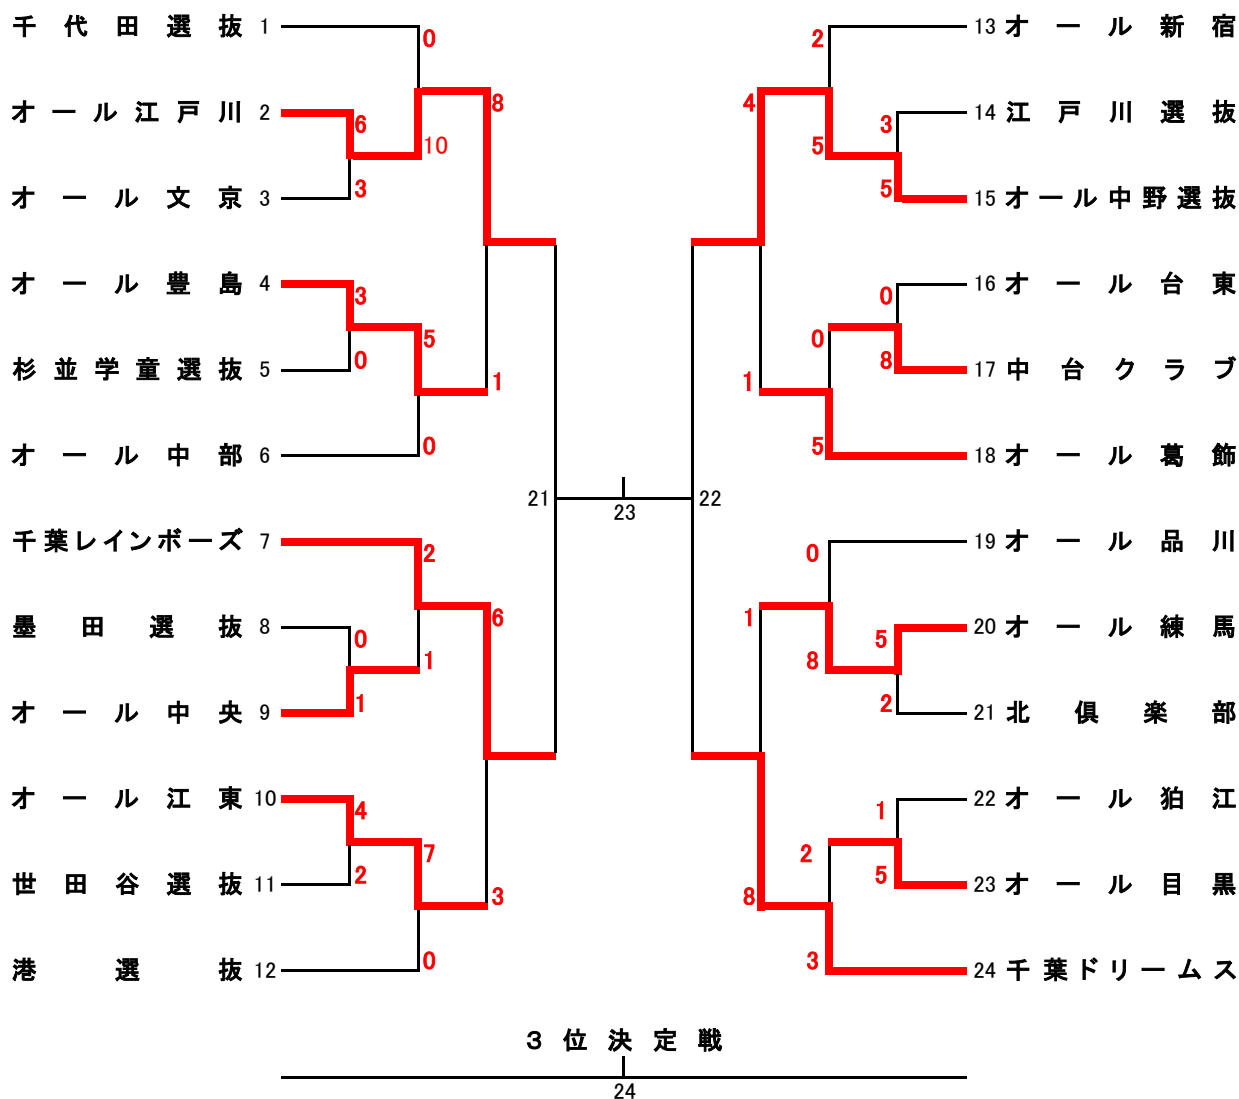 千代田選抜 1
0
オール江戸川 2
6
10
8
オール文京 3
3
オール豊島 4
3
5
杉並学童選抜 5
0
1
オール中部 6
0
千葉レインボーズ 7
2
6
墨田選抜 8
0
1
オール中央 9
1
オール江東 10
4
7
世田谷選抜 11
2
3
港選抜 12
0
21
23
22
2
13 オール新宿
4
3
14 江戸川選抜
5
5
15 オール中野選抜
0
16 オール台東
0
8
17 中台クラブ
1
5
18 オール葛飾
0
19 オール品川
1
5
20 オール練馬
8
2
21 北倶楽部
1
22 オール狛江
2
5
23 オール目黒
8
3
24 千葉ドリームス
3位決定戦
24